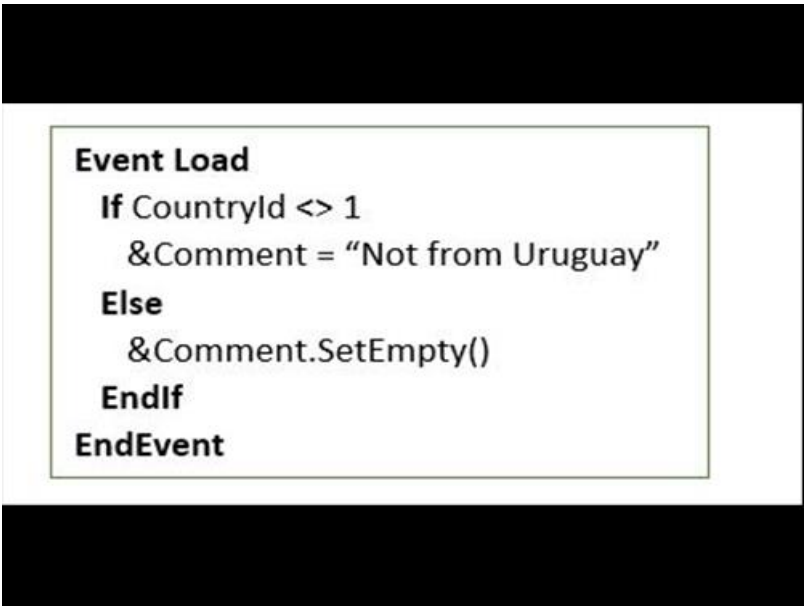 Event Load
If CountryId <> 1
&Comment = “Not from Uruguay”
Else
&Comment.SetEmpty()
EndIf
EndEvent